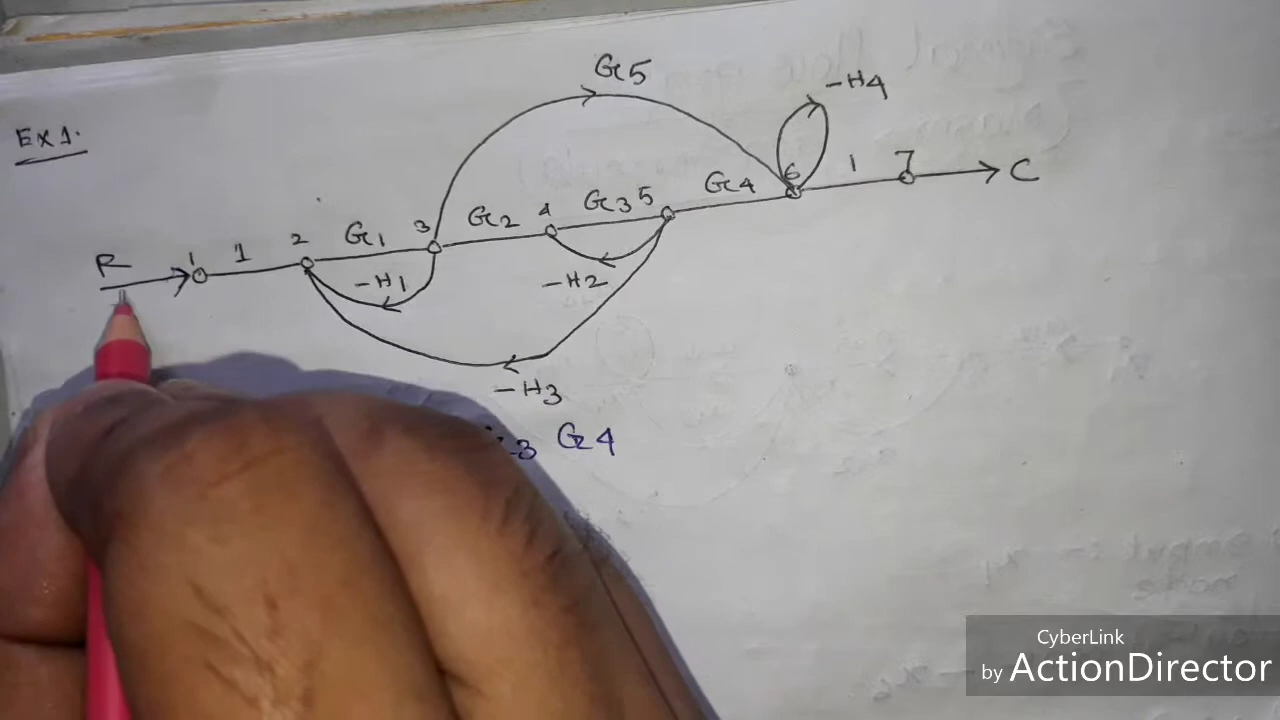 Ex 1.
G5
-H4
R
1
1
2
G1
3
G2
4
G3
5
G4
6
1
7
C
-H1
-H2
-H3
3 G4
CyberLink
by ActionDirector